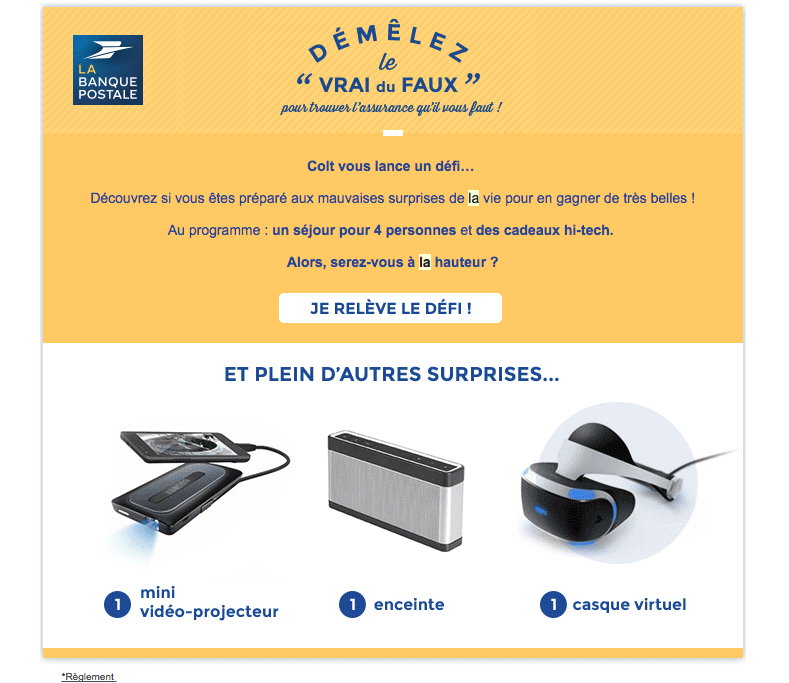 LA
BANQUE
POSTALE
DÉMÊLEZ
le
“ VRAI du FAUX ”
pour trouver l'assurance qu'il vous faut !
Colt vous lance un défi...
Découvrez si vous êtes préparé aux mauvaises surprises de la vie pour en gagner de très belles !
Au programme : un séjour pour 4 personnes et des cadeaux hi-tech.
Alors, serez-vous à la hauteur ?
JE RELÈVE LE DÉFI !
ET PLEIN D'AUTRES SURPRISES...
1 mini
vidéo-projecteur
1 enceinte
1 casque virtuel
*Règlement